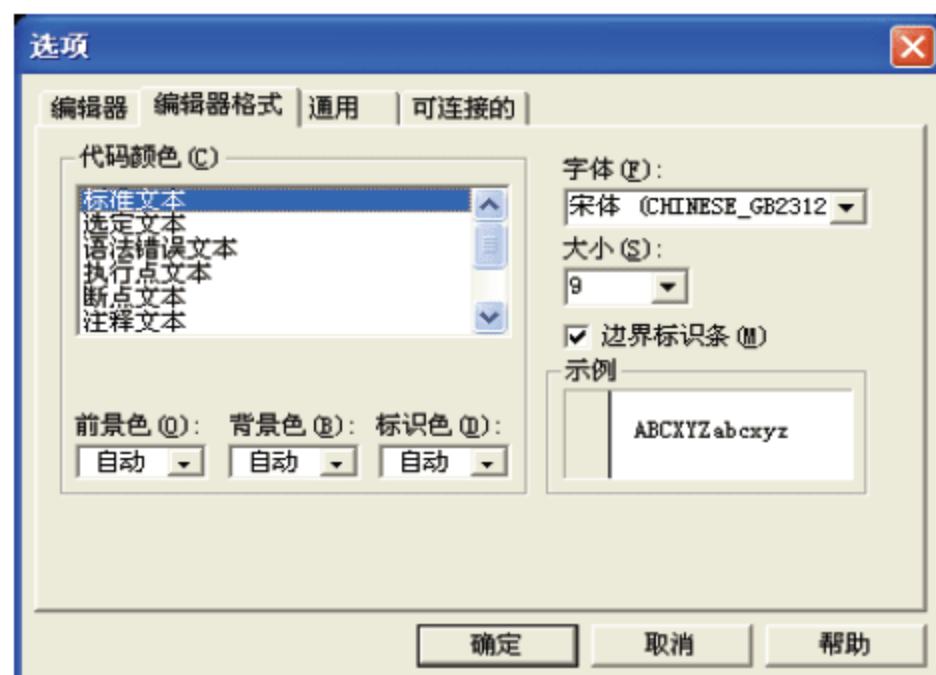 选项
编辑器 编辑器格式 通用 可连接的
代码颜色(C)
标准文本
选定文本
语法错误文本
执行点文本
断点文本
注释文本
前景色(O): 背景色(B): 标识色(D):
自动 自动 自动
字体(F):
宋体 (CHINESE_GB2312
大小(S):
9
边界标识条(M)
示例
ABCXYZabcxyz
确定 取消 帮助